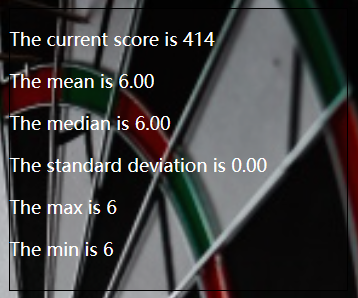 The current score is 414
The mean is 6.00
The median is 6.00
The standard deviation is 0.00
The max is 6
The min is 6